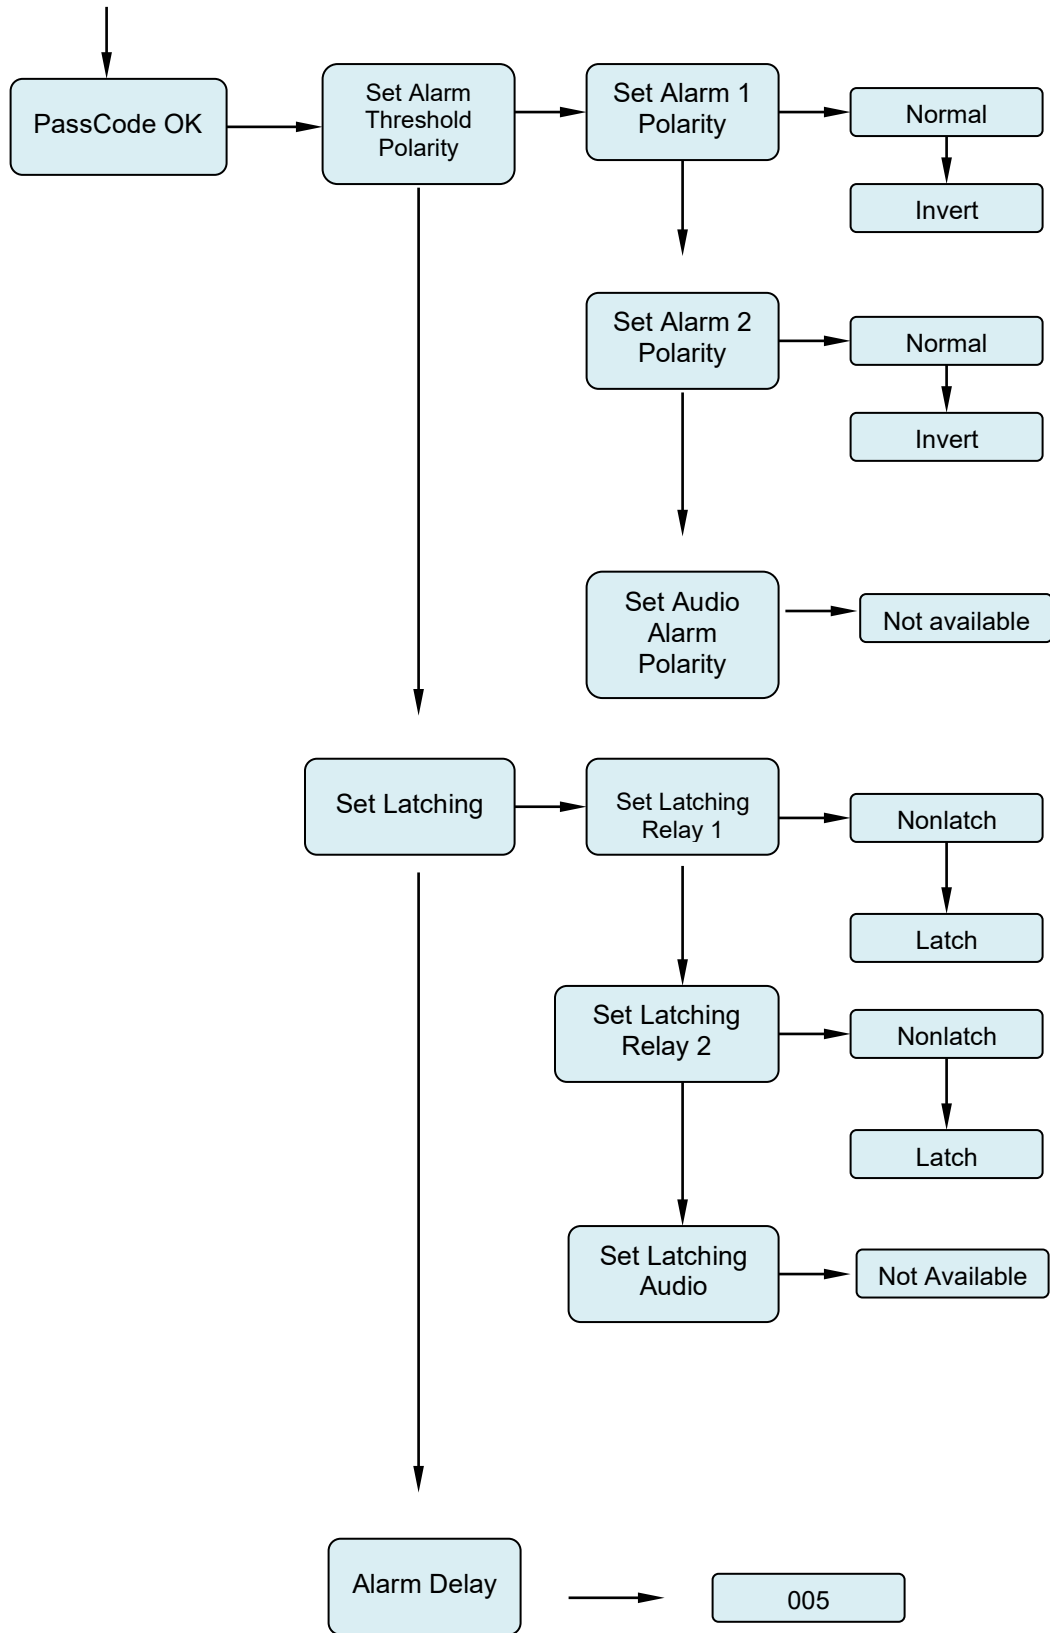 PassCode OK
Set Alarm
Threshold
Polarity
Set Alarm 1
Polarity
Normal
Invert
Set Alarm 2
Polarity
Normal
Invert
Set Audio
Alarm
Polarity
Not available
Set Latching
Set Latching
Relay 1
Nonlatch
Latch
Set Latching
Relay 2
Nonlatch
Latch
Set Latching
Audio
Not Available
Alarm Delay
005